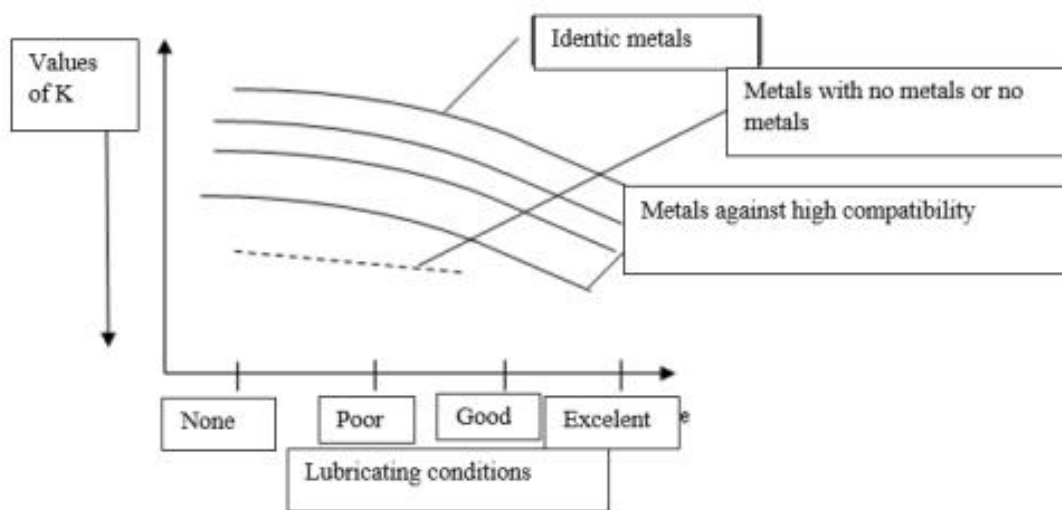 Identic metals
Values
of K
Metals with no metals or no
metals
Metals against high compatibility
None
Poor
Good
Excelent
e
Lubricating conditions